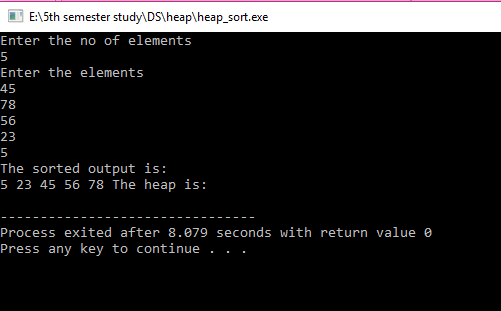 E:\5th semester study\DS\heap\heap_sort.exe
Enter the no of elements
5
Enter the elements
45
78
56
23
5
The sorted output is:
5 23 45 56 78 The heap is:
--------------------------------
Process exited after 8.079 seconds with return value 0
Press any key to continue . . .